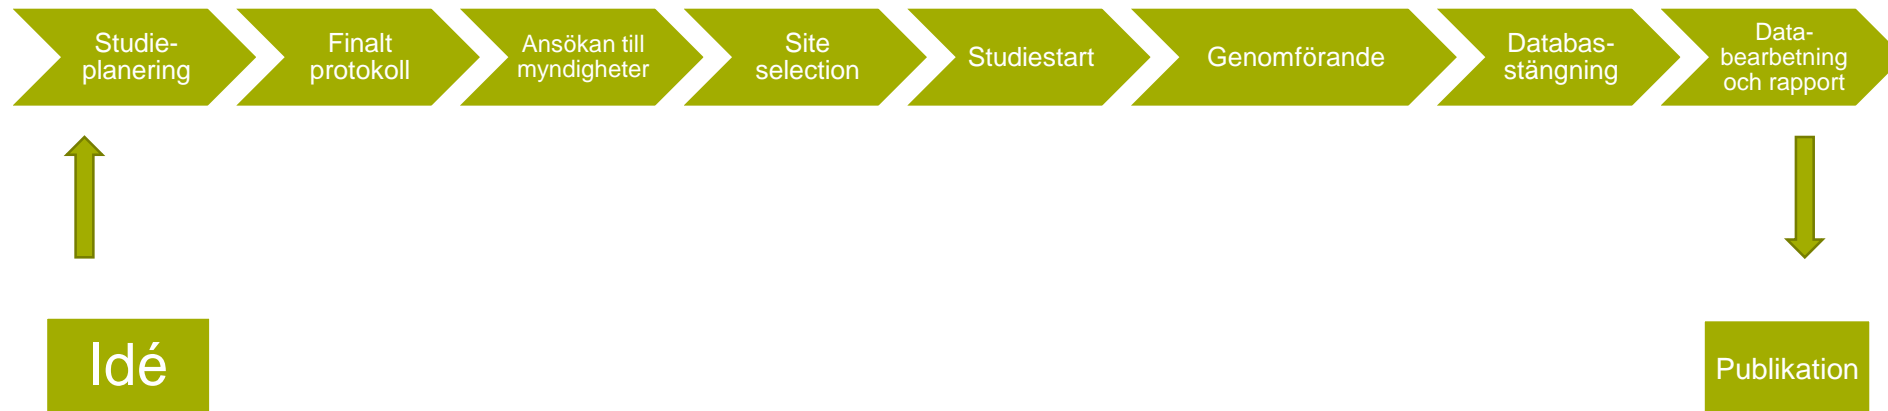 Studie-
planering
Finalt
protokoll
Ansökan till
myndigheter
Site
selection
Studiestart
Genomförande
Databas-
stängning
Data-
bearbetning
och rapport
Idé
Publikation